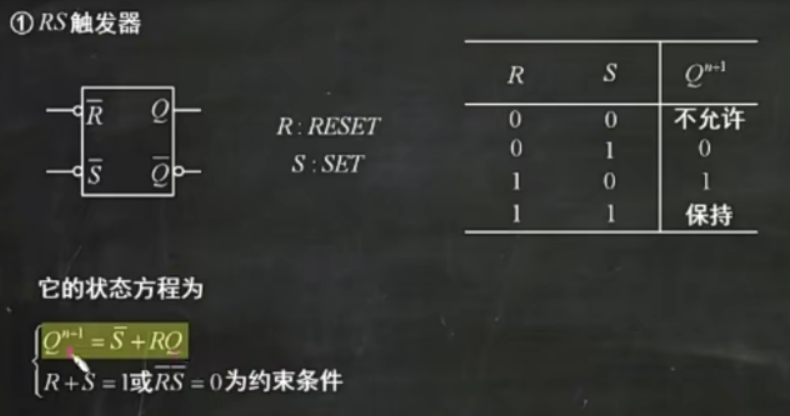 ① RS 触发器
R̅ Q
S̅ Q̅
R : RESET
S : SET
R S Qⁿ⁺¹
0 0 不允许
0 1 0
1 0 1
1 1 保持
它的状态方程为
Qⁿ⁺¹ = S̅ + RQ
R + S = 1或R̅S̅ = 0为约束条件